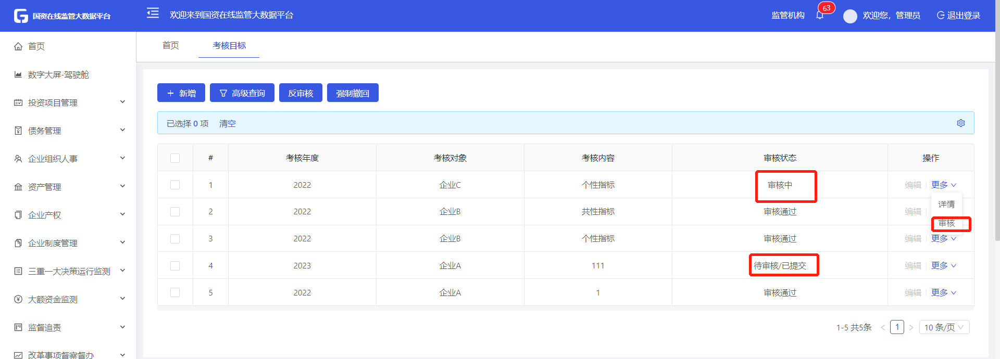 国资在线监管大数据平台
欢迎来到国资在线监管大数据平台
监管机构
63
欢迎您，管理员
退出登录
首页
数字大屏-驾驶舱
投资项目管理
债务管理
企业组织人事
资产管理
企业产权
企业制度管理
三重一大决策运行监测
大额资金监测
监督追责
改革事项督察督办
首页 考核目标
新增 高级查询 反审核 强制撤回
已选择 0 项 清空
# 考核年度 考核对象 考核内容 审核状态 操作
1 2022 企业C 个性指标 审核中 编辑 更多
详情
审核
2 2022 企业B 共性指标 审核通过 编辑
3 2022 企业B 个性指标 审核通过 编辑 更多
4 2023 企业A 111 待审核/已提交 编辑 更多
5 2022 企业A 1 审核通过 编辑 更多
1-5 共5条 < 1 > 10 条/页